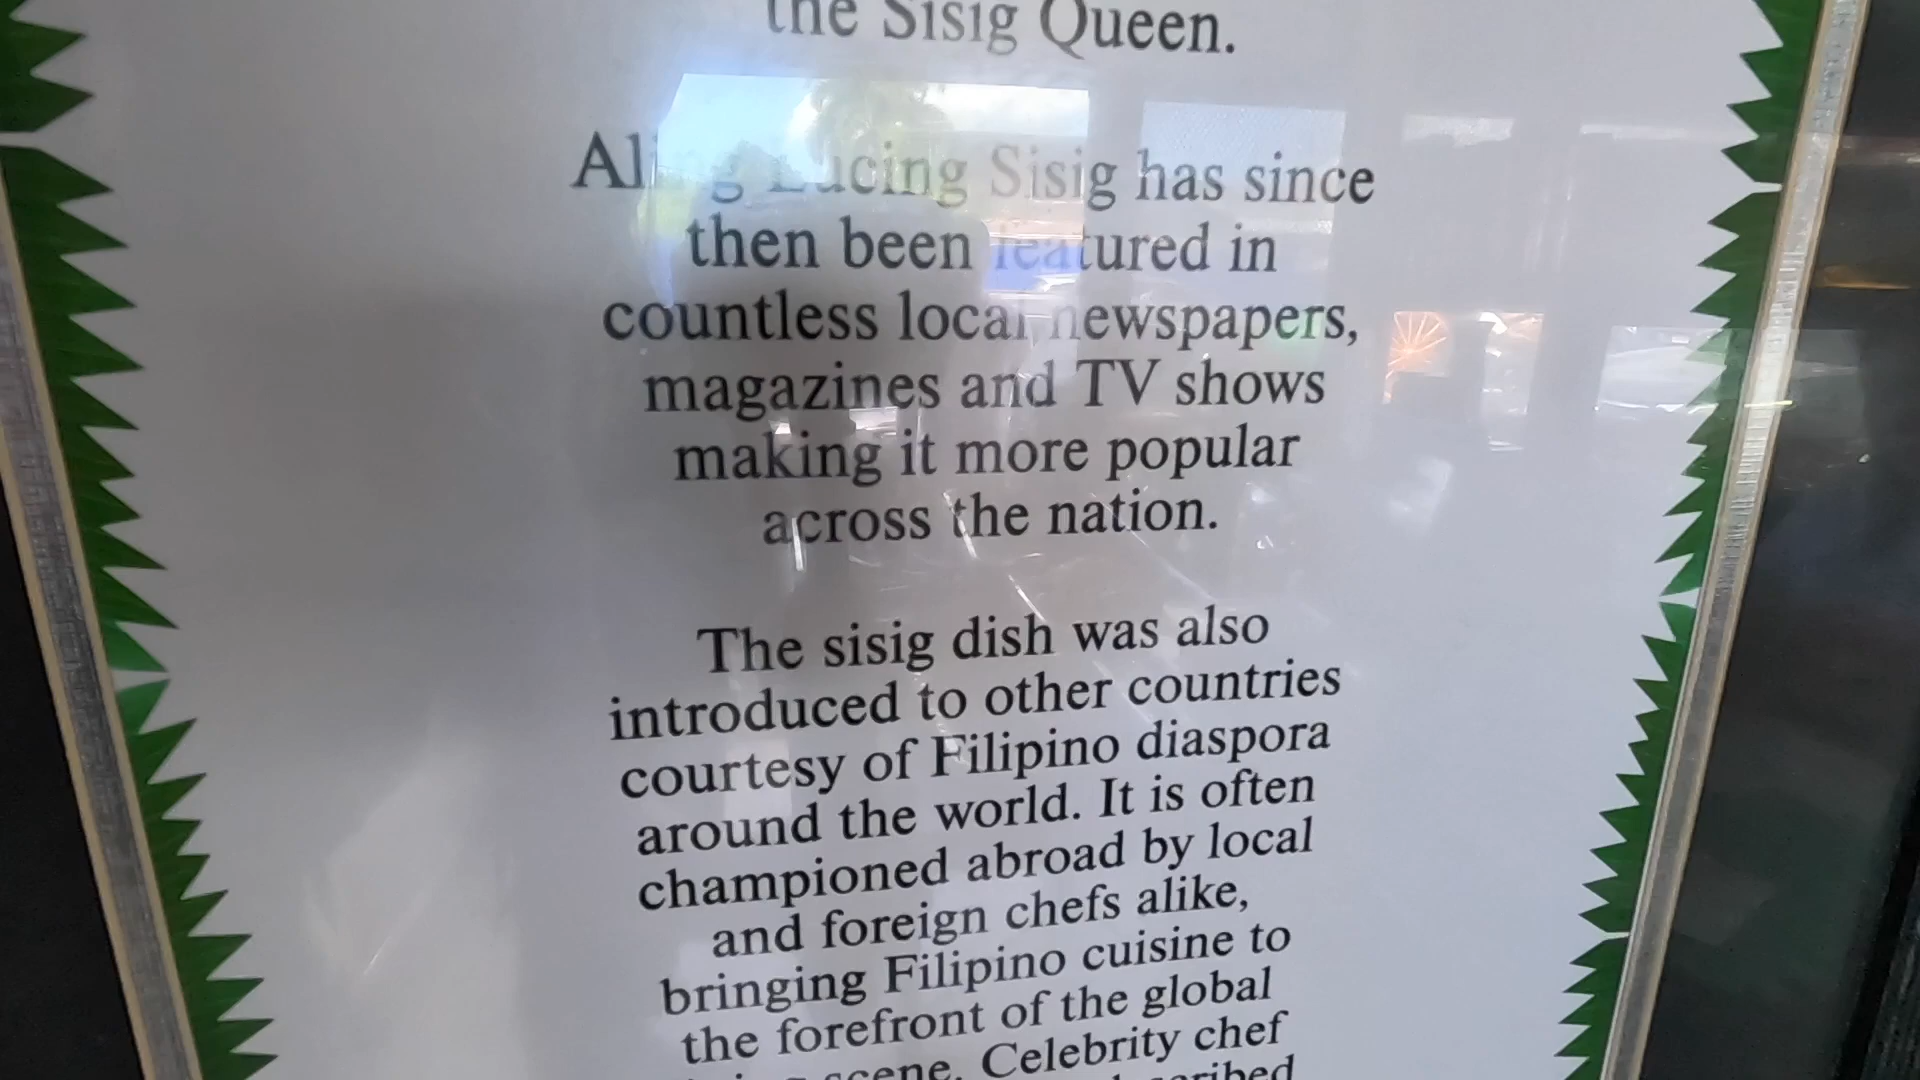 the Sisig Queen.
Aling Lucing Sisig has since
then been featured in
countless local newspapers,
magazines and TV shows
making it more popular
across the nation.
The sisig dish was also
introduced to other countries
courtesy of Filipino diaspora
around the world. It is often
championed abroad by local
and foreign chefs alike,
bringing Filipino cuisine to
the forefront of the global
scene. Celebrity chef